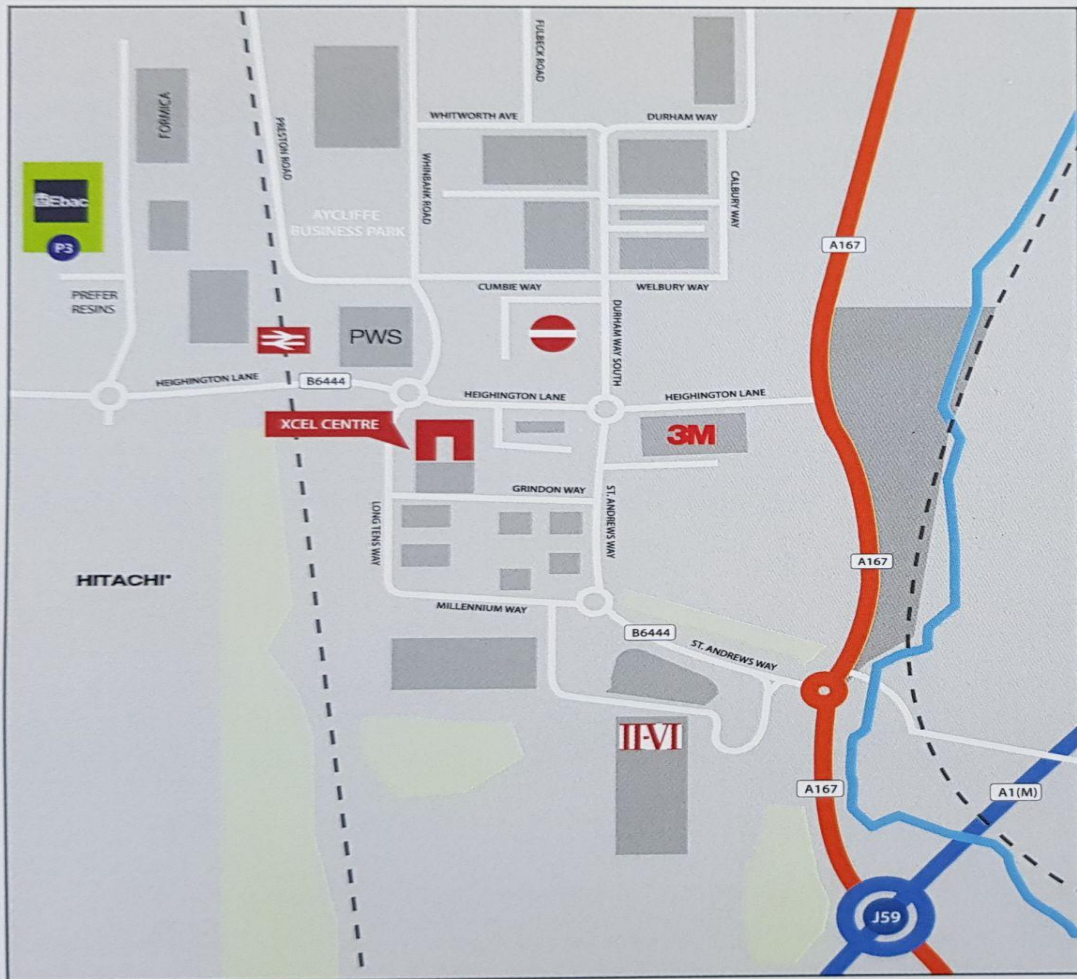 FORMICA
Ebac
P3
PREFER
RESINS
PRESTON ROAD
AYCLIFFE
BUSINESS PARK
WHINBANK ROAD
WHITWORTH AVE
FULBECK ROAD
DURHAM WAY
CALBURY WAY
CUMBIE WAY
WELBURY WAY
DURHAM WAY SOUTH
A167
PWS
HEIGHINGTON LANE
B6444
HEIGHINGTON LANE
HEIGHINGTON LANE
XCEL CENTRE
3M
GRINDON WAY
LONG TENS WAY
ST. ANDREWS WAY
A167
HITACHI
MILLENNIUM WAY
B6444
ST. ANDREWS WAY
II-VI
A167
A1(M)
J59